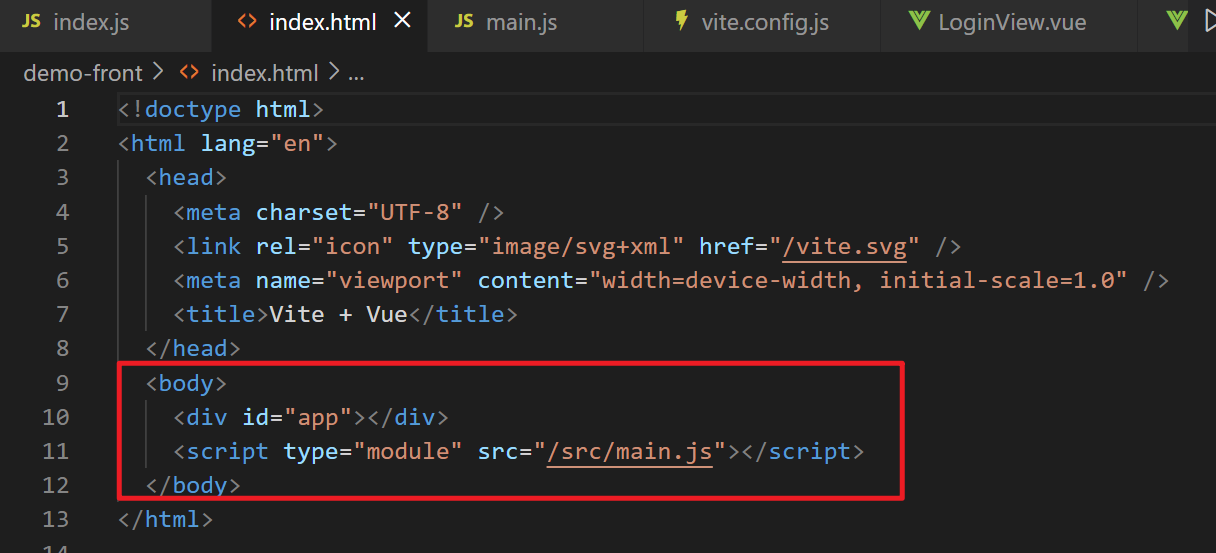 JS index.js <> index.html × JS main.js vite.config.js LoginView.vue
demo-front > <> index.html > ...
1 <!doctype html>
2 <html lang="en">
3 <head>
4 <meta charset="UTF-8" />
5 <link rel="icon" type="image/svg+xml" href="/vite.svg" />
6 <meta name="viewport" content="width=device-width, initial-scale=1.0" />
7 <title>Vite + Vue</title>
8 </head>
9 <body>
10 <div id="app"></div>
11 <script type="module" src="/src/main.js"></script>
12 </body>
13 </html>
14